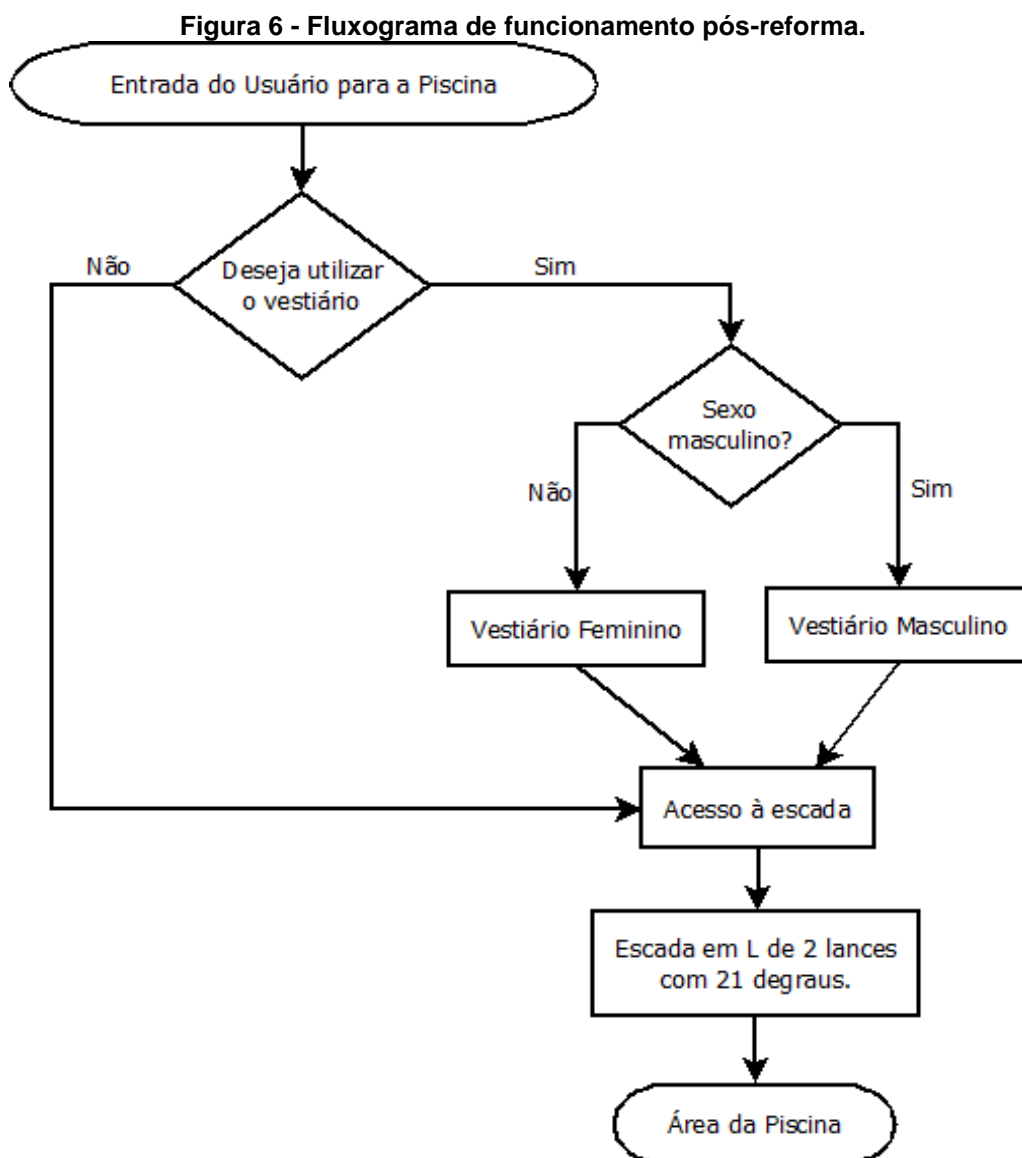 Figura 6 - Fluxograma de funcionamento pós-reforma.
Entrada do Usuário para a Piscina
Não
Deseja utilizar
o vestiário
Sim
Sexo
masculino?
Não
Sim
Vestiário Feminino
Vestiário Masculino
Acesso à escada
Escada em L de 2 lances
com 21 degraus.
Área da Piscina